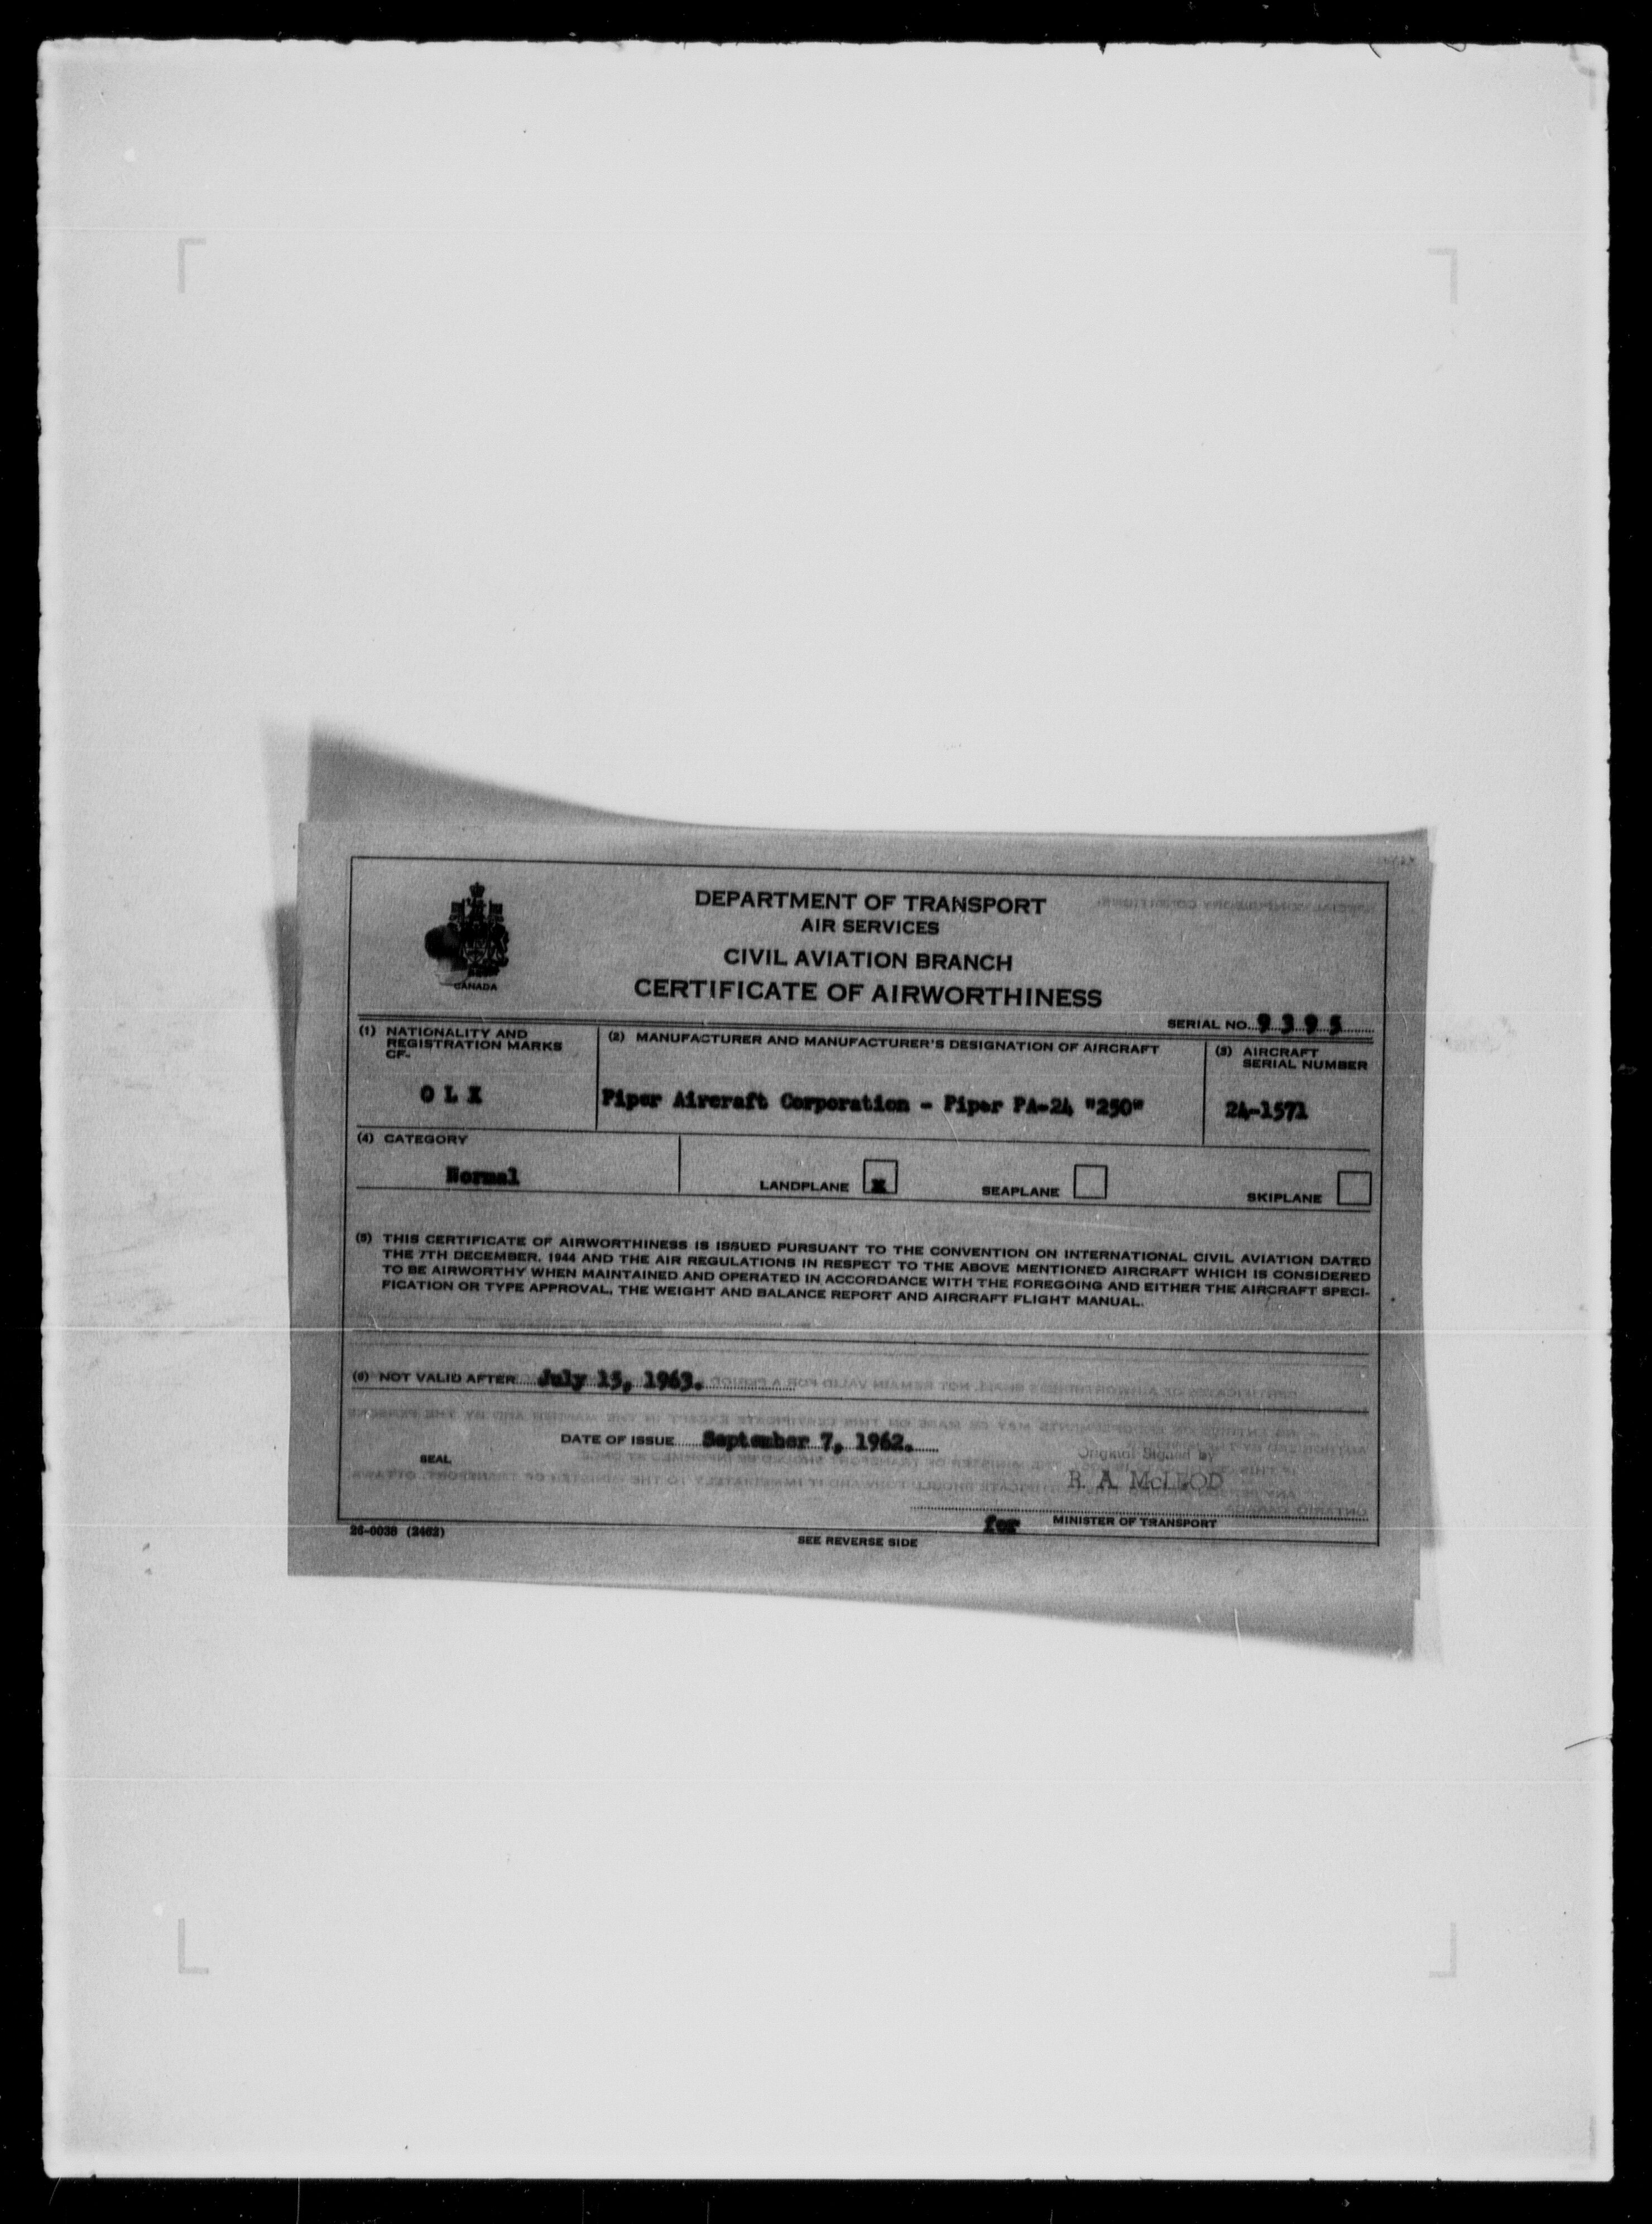 CANADA
DEPARTMENT OF TRANSPORT
AIR SERVICES
CIVIL AVIATION BRANCH
CERTIFICATE OF AIRWORTHINESS
SERIAL NO. 9395
(1) NATIONALITY AND
REGISTRATION MARKS
CF-
O L X
(2) MANUFACTURER AND MANUFACTURER'S DESIGNATION OF AIRCRAFT
Piper Aircraft Corporation - Piper PA-24 "250"
(3) AIRCRAFT
SERIAL NUMBER
24-1571
(4) CATEGORY
Normal
LANDPLANE X SEAPLANE SKIPLANE
(5) THIS CERTIFICATE OF AIRWORTHINESS IS ISSUED PURSUANT TO THE CONVENTION ON INTERNATIONAL CIVIL AVIATION DATED
THE 7TH DECEMBER, 1944 AND THE AIR REGULATIONS IN RESPECT TO THE ABOVE MENTIONED AIRCRAFT WHICH IS CONSIDERED
TO BE AIRWORTHY WHEN MAINTAINED AND OPERATED IN ACCORDANCE WITH THE FOREGOING AND EITHER THE AIRCRAFT SPECI-
FICATION OR TYPE APPROVAL, THE WEIGHT AND BALANCE REPORT AND AIRCRAFT FLIGHT MANUAL.
(6) NOT VALID AFTER July 15, 1963.
DATE OF ISSUE September 7, 1962.
SEAL
Original Signed by
R. A. McLEOD
for MINISTER OF TRANSPORT
26-0038 (2462)
SEE REVERSE SIDE